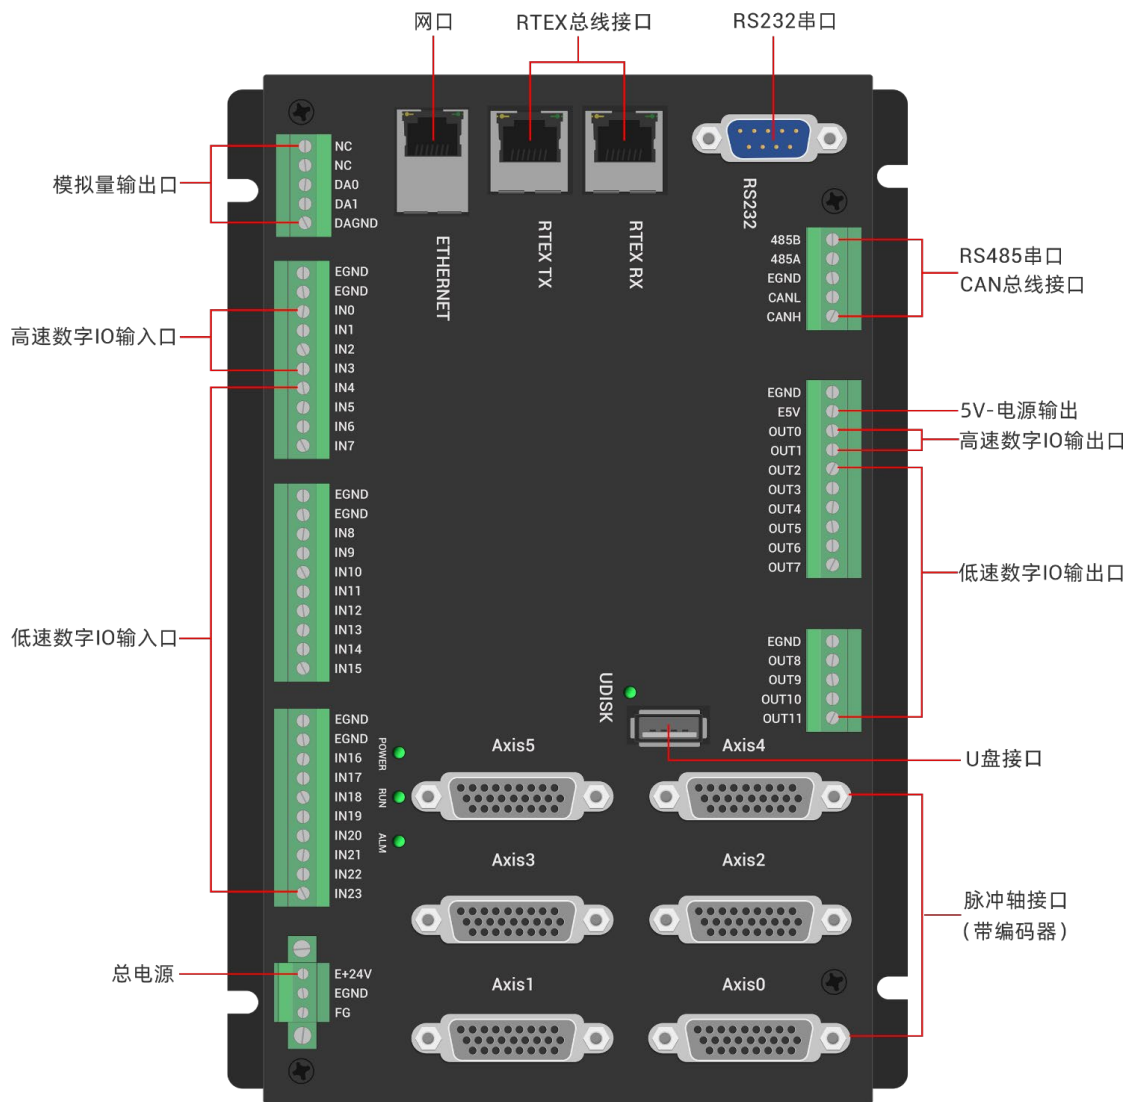 网口
RTEX总线接口
RS232串口
模拟量输出口
NC
NC
DA0
DA1
DAGND
ETHERNET
RTEX TX
RTEX RX
RS232
485B
485A
EGND
CANL
CANH
RS485串口
CAN总线接口
高速数字IO输入口
EGND
EGND
IN0
IN1
IN2
IN3
IN4
IN5
IN6
IN7
EGND
E5V
OUT0
OUT1
OUT2
OUT3
OUT4
OUT5
OUT6
OUT7
5V-电源输出
高速数字IO输出口
低速数字IO输出口
低速数字IO输入口
EGND
EGND
IN8
IN9
IN10
IN11
IN12
IN13
IN14
IN15
EGND
OUT8
OUT9
OUT10
OUT11
UDISK
U盘接口
EGND
EGND
IN16
IN17
IN18
IN19
IN20
IN21
IN22
IN23
POWER
RUN
ALM
Axis5
Axis4
Axis3
Axis2
Axis1
Axis0
脉冲轴接口
(带编码器)
总电源
E+24V
EGND
FG